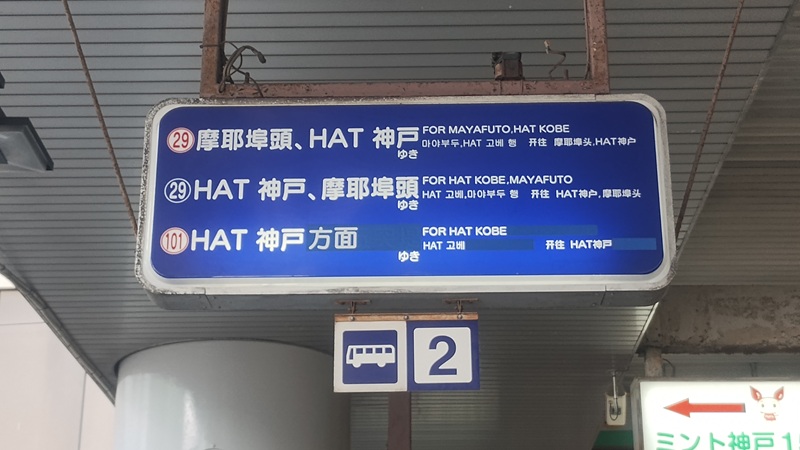 29 摩耶埠頭、HAT 神戸 ゆき
FOR MAYAFUTO,HAT KOBE
마야부두,HAT 고베 행 开往 摩耶埠头,HAT神户
29 HAT 神戸、摩耶埠頭 ゆき
FOR HAT KOBE,MAYAFUTO
HAT 고베,마야부두 행 开往 HAT神户,摩耶埠头
101 HAT 神戸方面 ゆき
FOR HAT KOBE
HAT 고베 开往 HAT神戸
2
ミント神戸 1